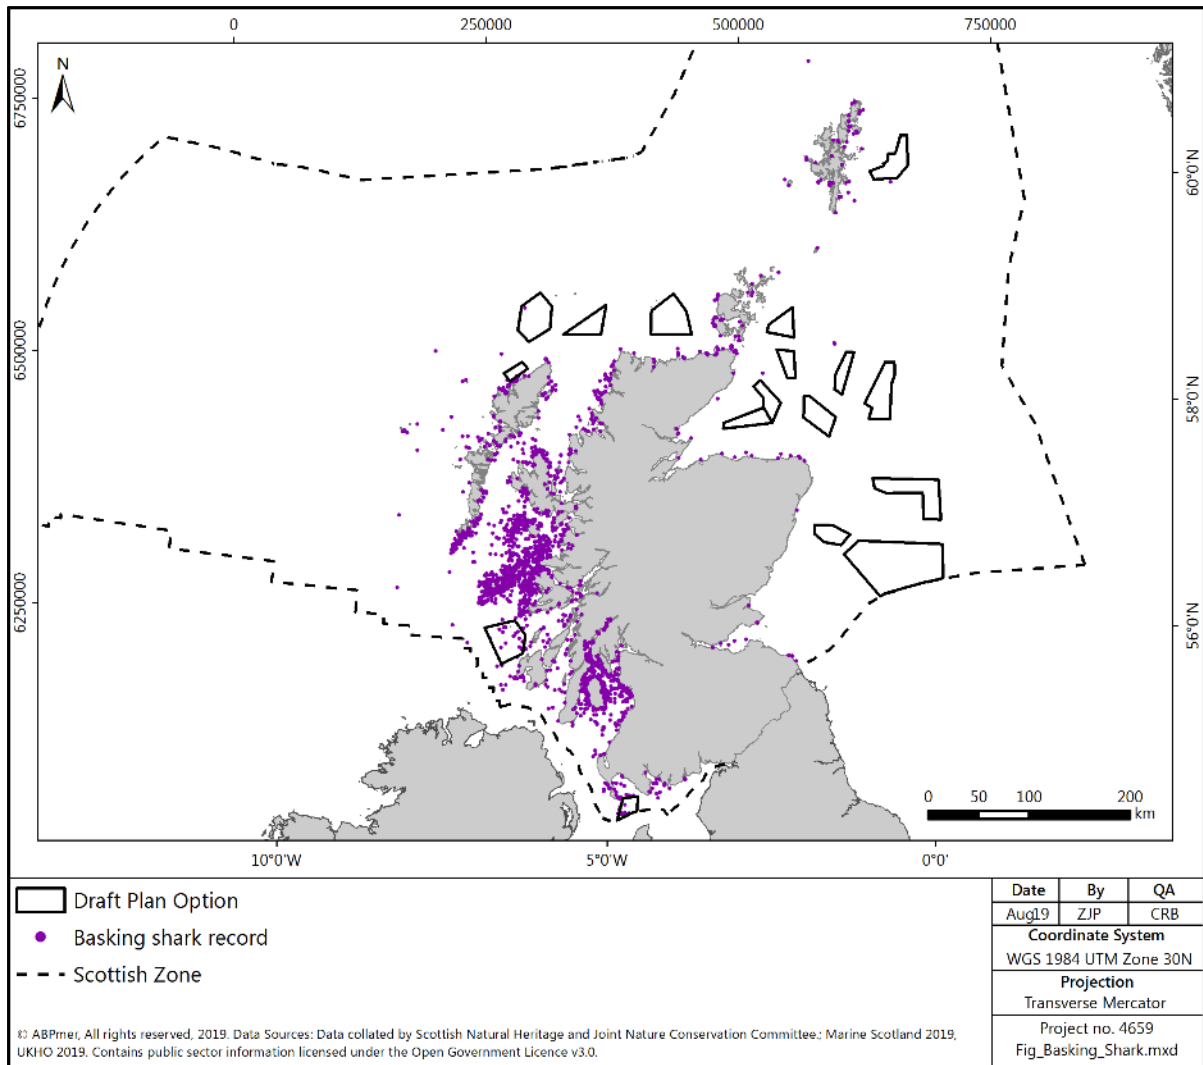 0 250000 500000 750000
N
6750000
6500000
6250000
60°0'N
58°0'N
56°0'N
0 50 100 200
km
10°0'W 5°0'W 0°0'
Draft Plan Option
Basking shark record
Scottish Zone
© ABPmer, All rights reserved, 2019. Data Sources: Data collated by Scottish Natural Heritage and Joint Nature Conservation Committee.; Marine Scotland 2019,
UKHO 2019. Contains public sector information licensed under the Open Government Licence v3.0.
Date By QA
Aug19 ZJP CRB
Coordinate System
WGS 1984 UTM Zone 30N
Projection
Transverse Mercator
Project no. 4659
Fig_Basking_Shark.mxd